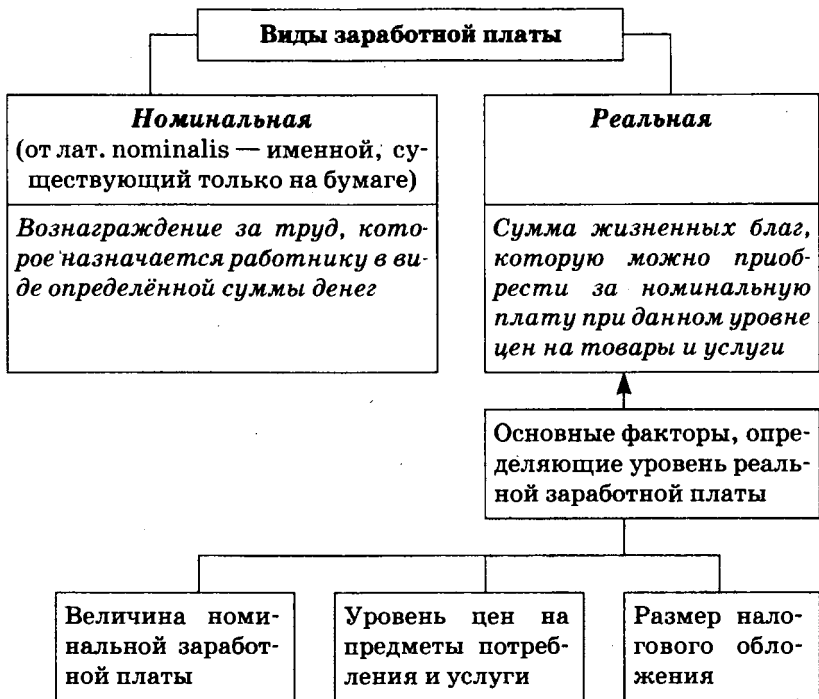 Виды заработной платы
Номинальная
(от лат. nominalis — именной, су-
ществующий только на бумаге)
Вознаграждение за труд, кото-
рое назначается работнику в ви-
де определённой суммы денег
Реальная
Сумма жизненных благ,
которую можно приоб-
рести за номинальную
плату при данном уровне
цен на товары и услуги
Основные факторы, опре-
деляющие уровень реаль-
ной заработной платы
Величина номи-
нальной заработ-
ной платы
Уровень цен на
предметы потреб-
ления и услуги
Размер нало-
гового обло-
жения